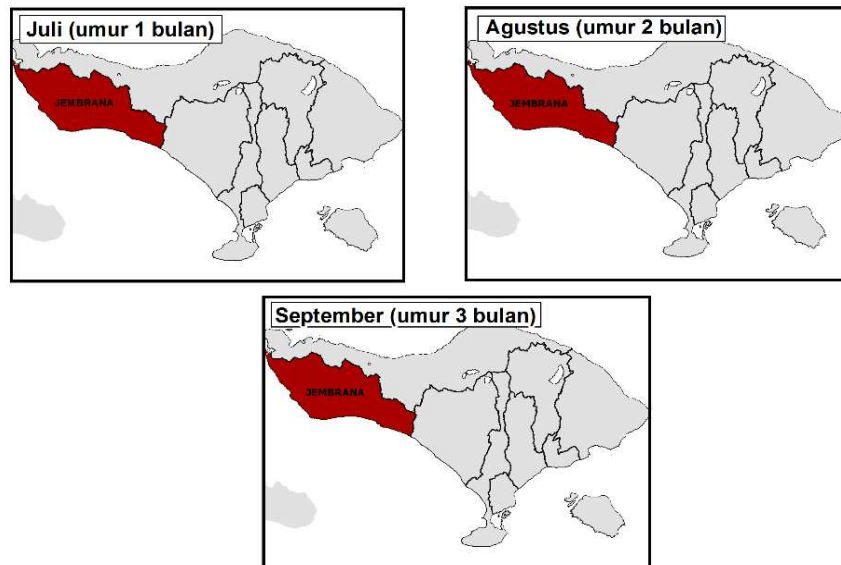 Juli (umur 1 bulan)
JEMBRANA
Agustus (umur 2 bulan)
JEMBRANA
September (umur 3 bulan)
JEMBRANA